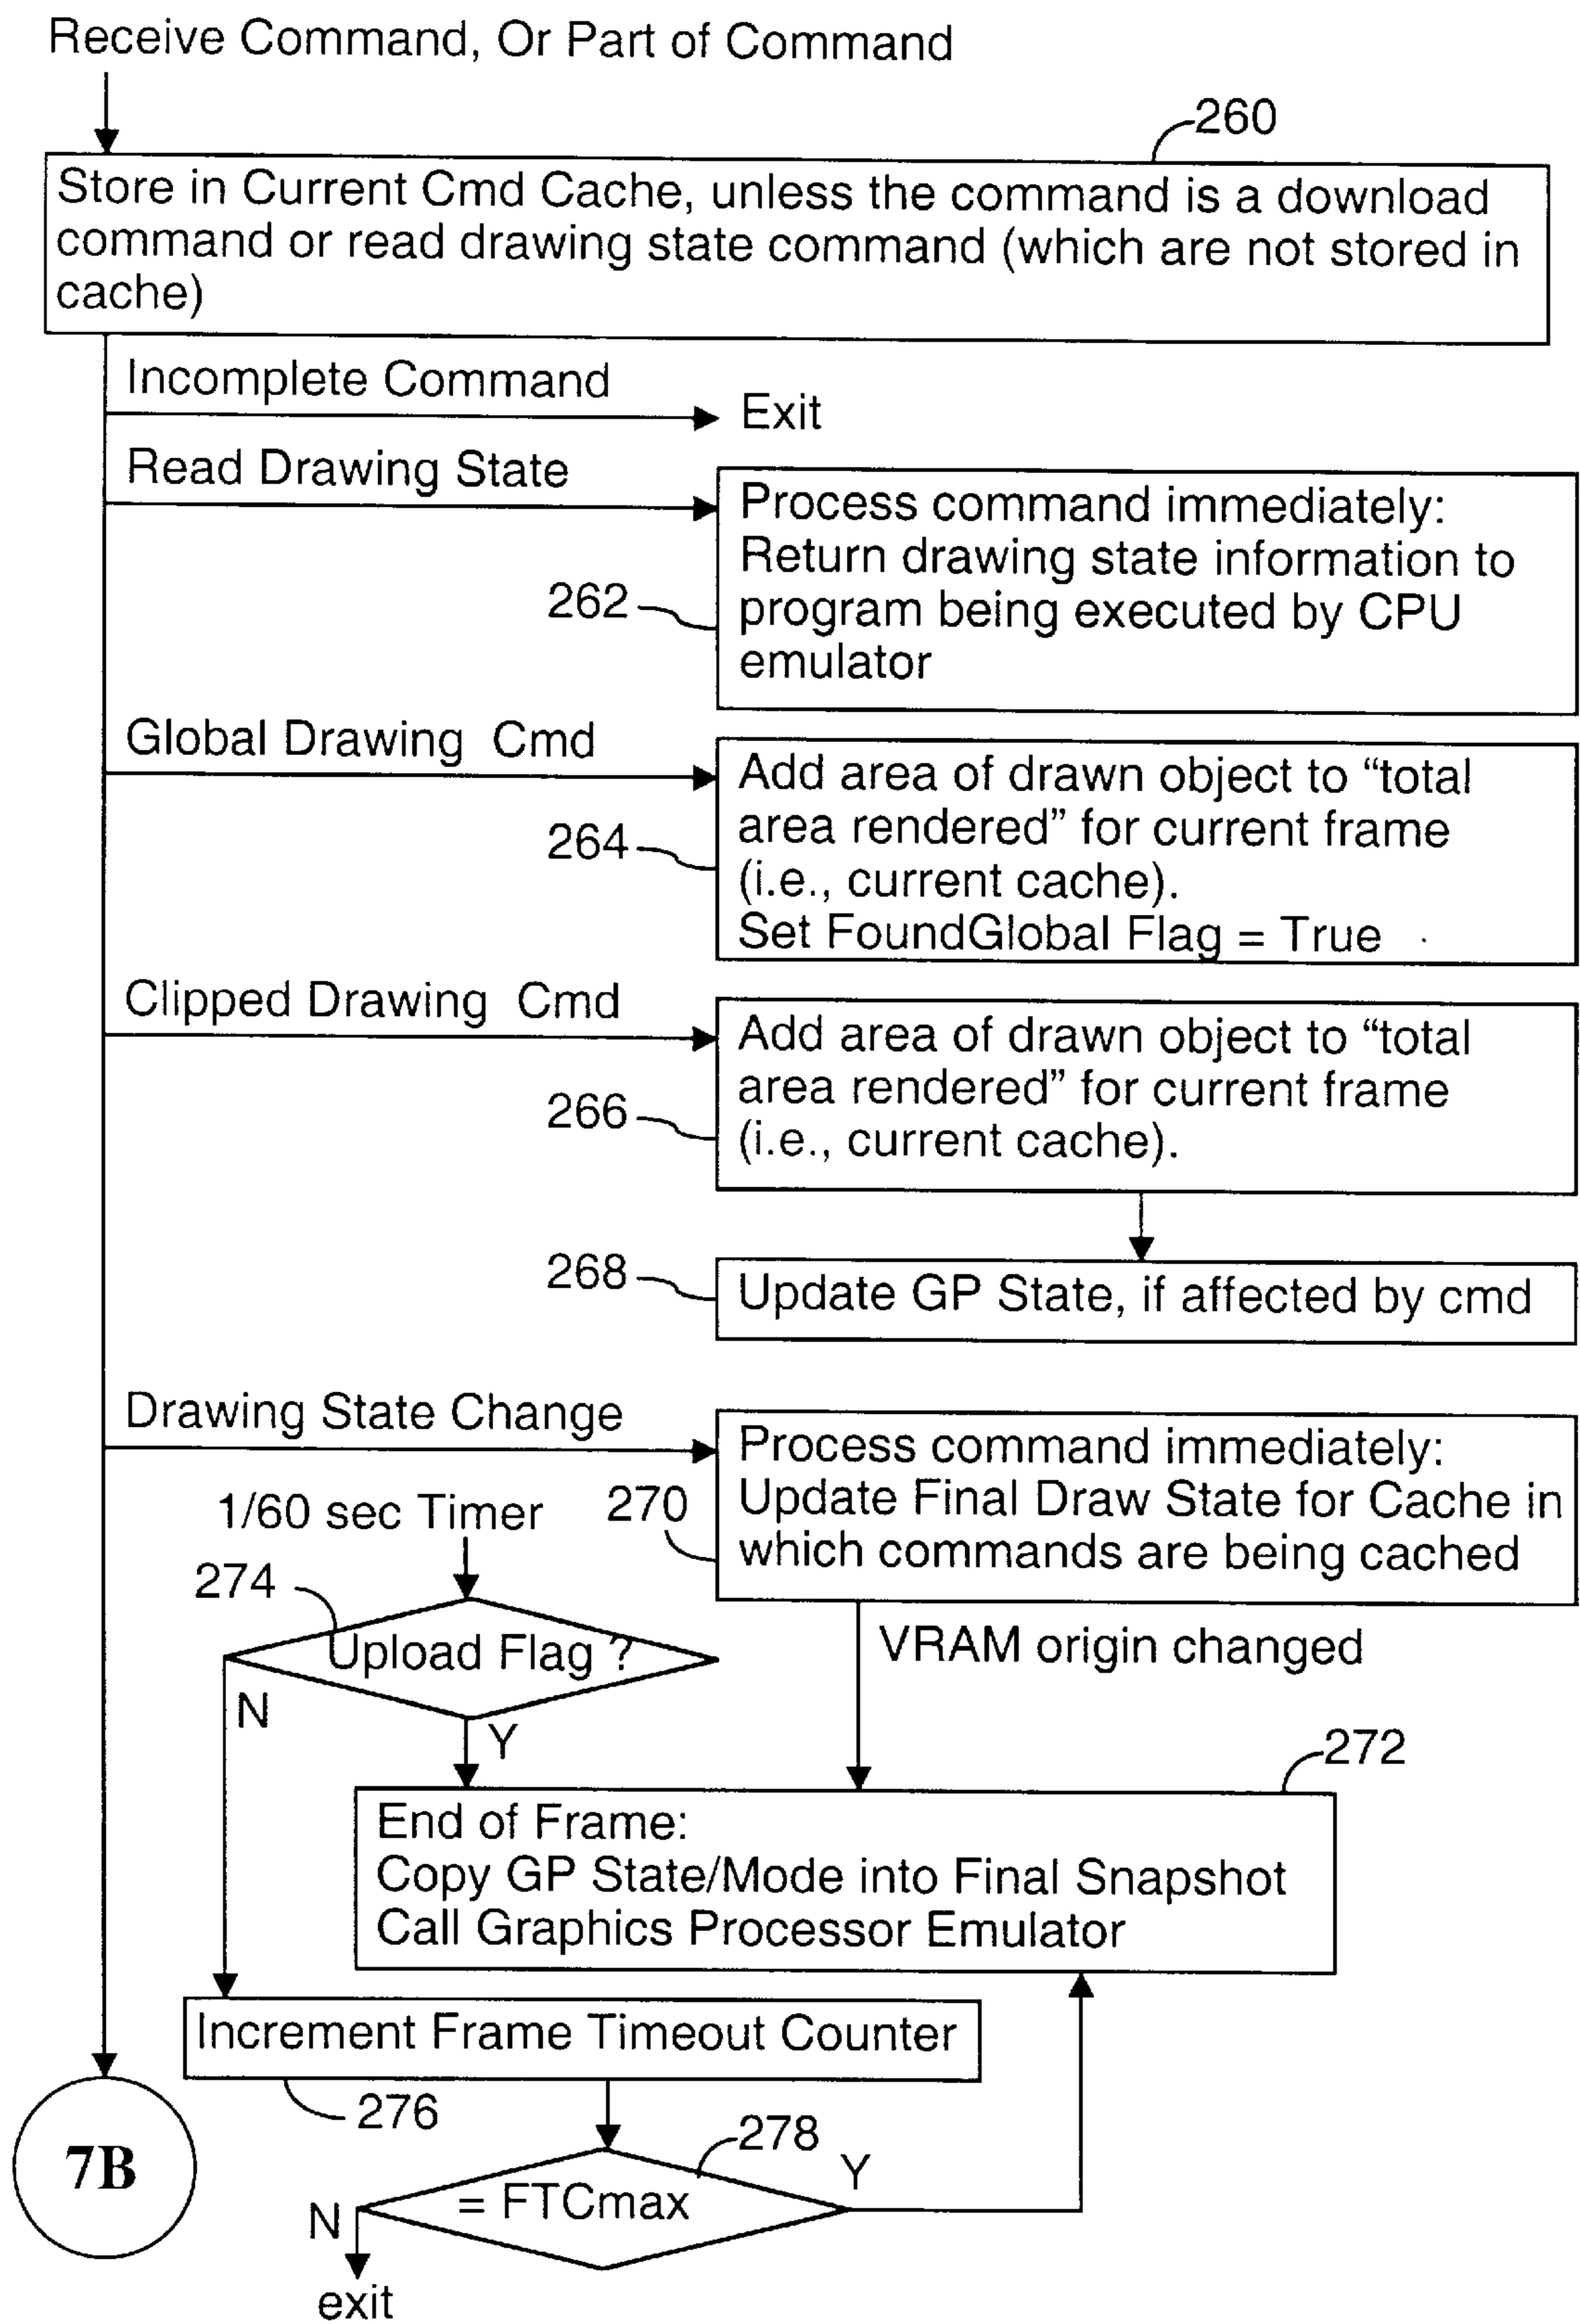 Receive Command, Or Part of Command
260
Store in Current Cmd Cache, unless the command is a download
command or read drawing state command (which are not stored in
cache)
Incomplete Command
Exit
Read Drawing State
Process command immediately:
Return drawing state information to
program being executed by CPU
emulator
262
Global Drawing Cmd
Add area of drawn object to “total
area rendered” for current frame
(i.e., current cache).
Set FoundGlobal Flag = True
264
Clipped Drawing Cmd
Add area of drawn object to “total
area rendered” for current frame
(i.e., current cache).
266
268
Update GP State, if affected by cmd
Drawing State Change
Process command immediately:
Update Final Draw State for Cache in
which commands are being cached
270
1/60 sec Timer
274
Upload Flag ?
VRAM origin changed
N
Y
272
End of Frame:
Copy GP State/Mode into Final Snapshot
Call Graphics Processor Emulator
Increment Frame Timeout Counter
276
278
= FTCmax
Y
N
exit
7B